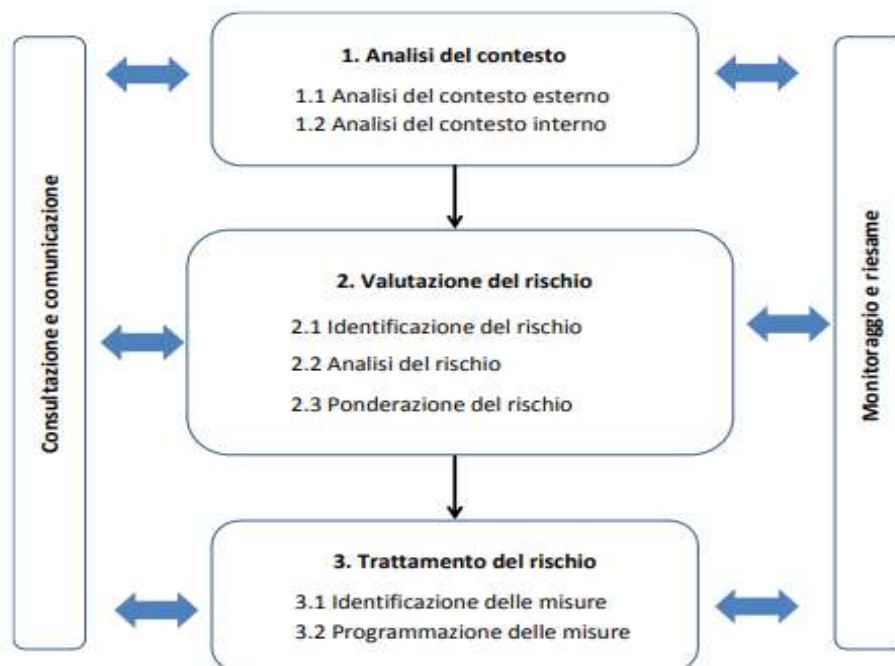 Consultazione e comunicazione
1. Analisi del contesto
1.1 Analisi del contesto esterno
1.2 Analisi del contesto interno
2. Valutazione del rischio
2.1 Identificazione del rischio
2.2 Analisi del rischio
2.3 Ponderazione del rischio
3. Trattamento del rischio
3.1 Identificazione delle misure
3.2 Programmazione delle misure
Monitoraggio e riesame